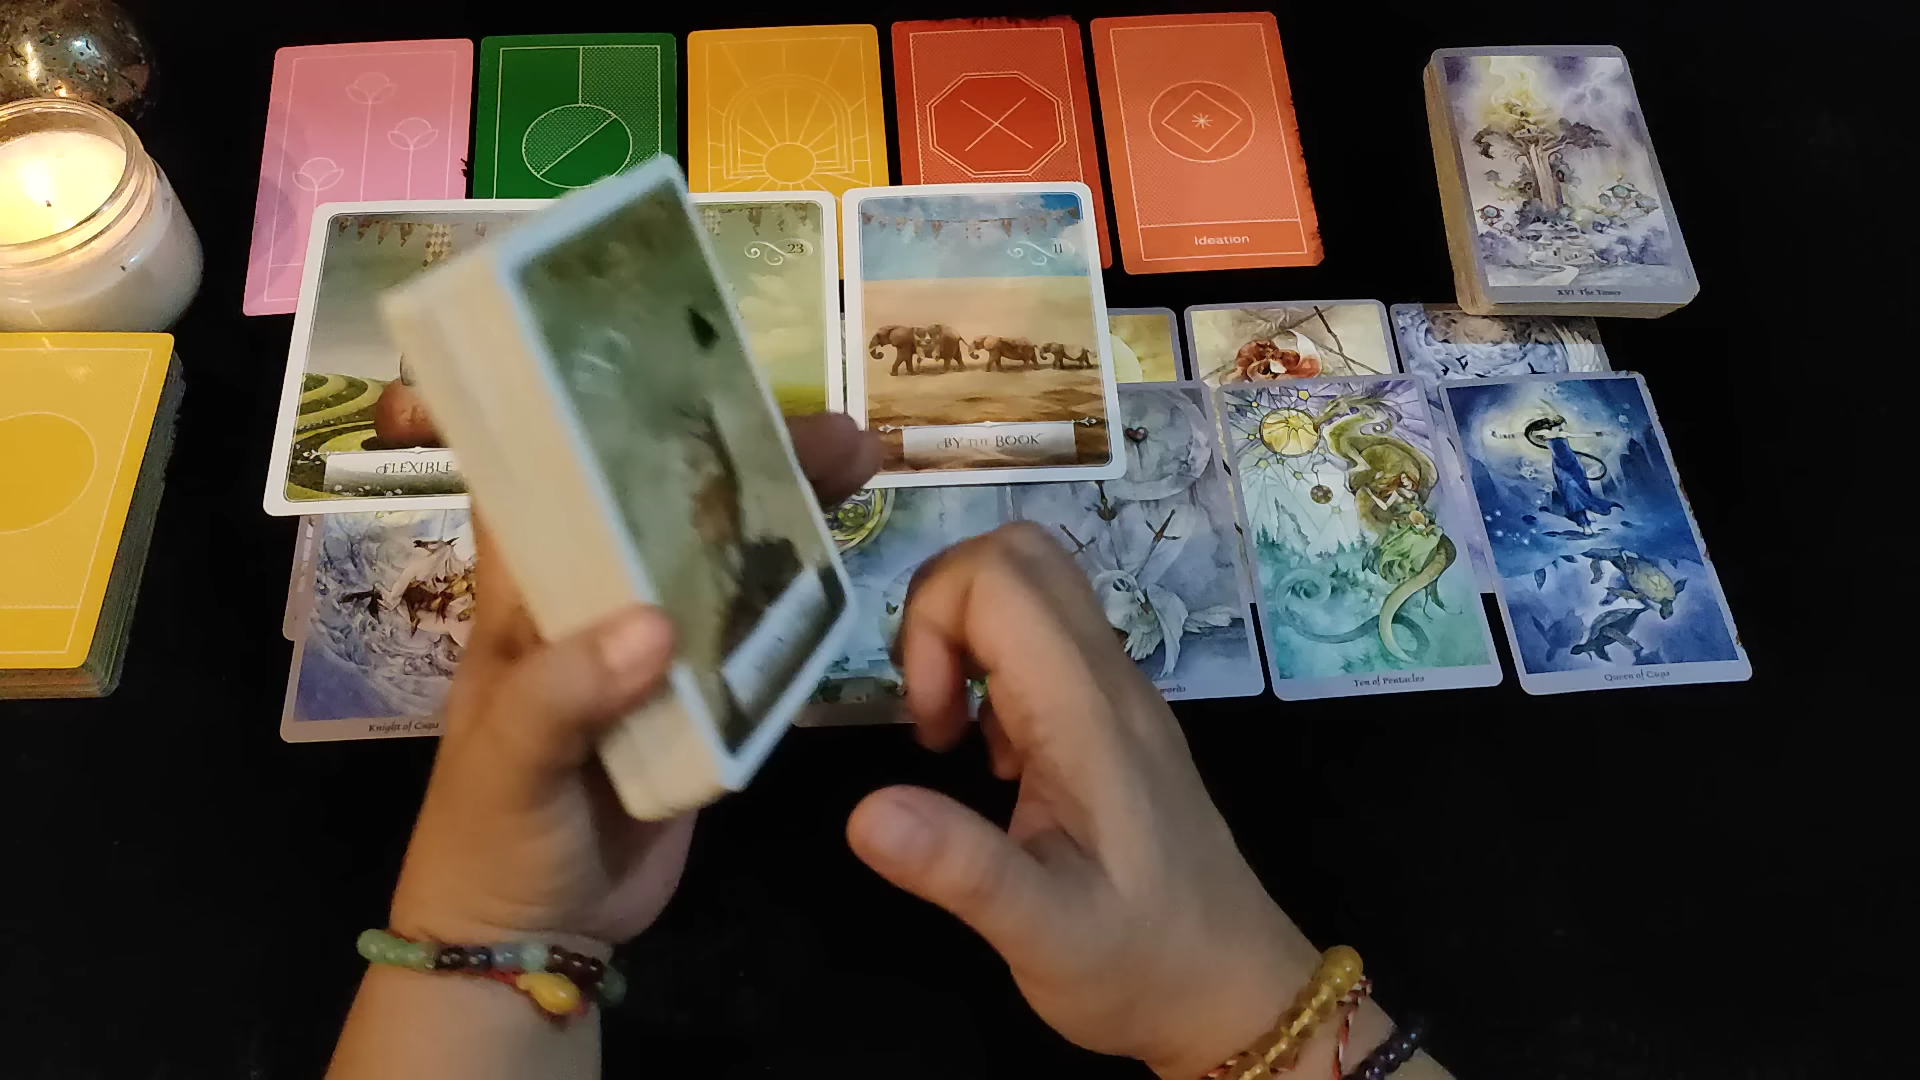 Ideation
XVI The Tower
23
11
FLEXIBLE
BY THE BOOK
Knight of Cups
Ten of Pentacles
Queen of Cups